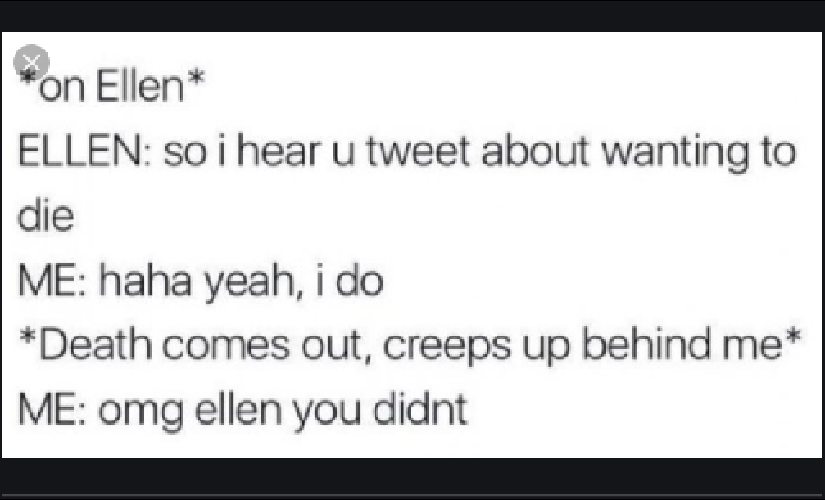 *on Ellen*
ELLEN: so i hear u tweet about wanting to
die
ME: haha yeah, i do
*Death comes out, creeps up behind me*
ME: omg ellen you didnt